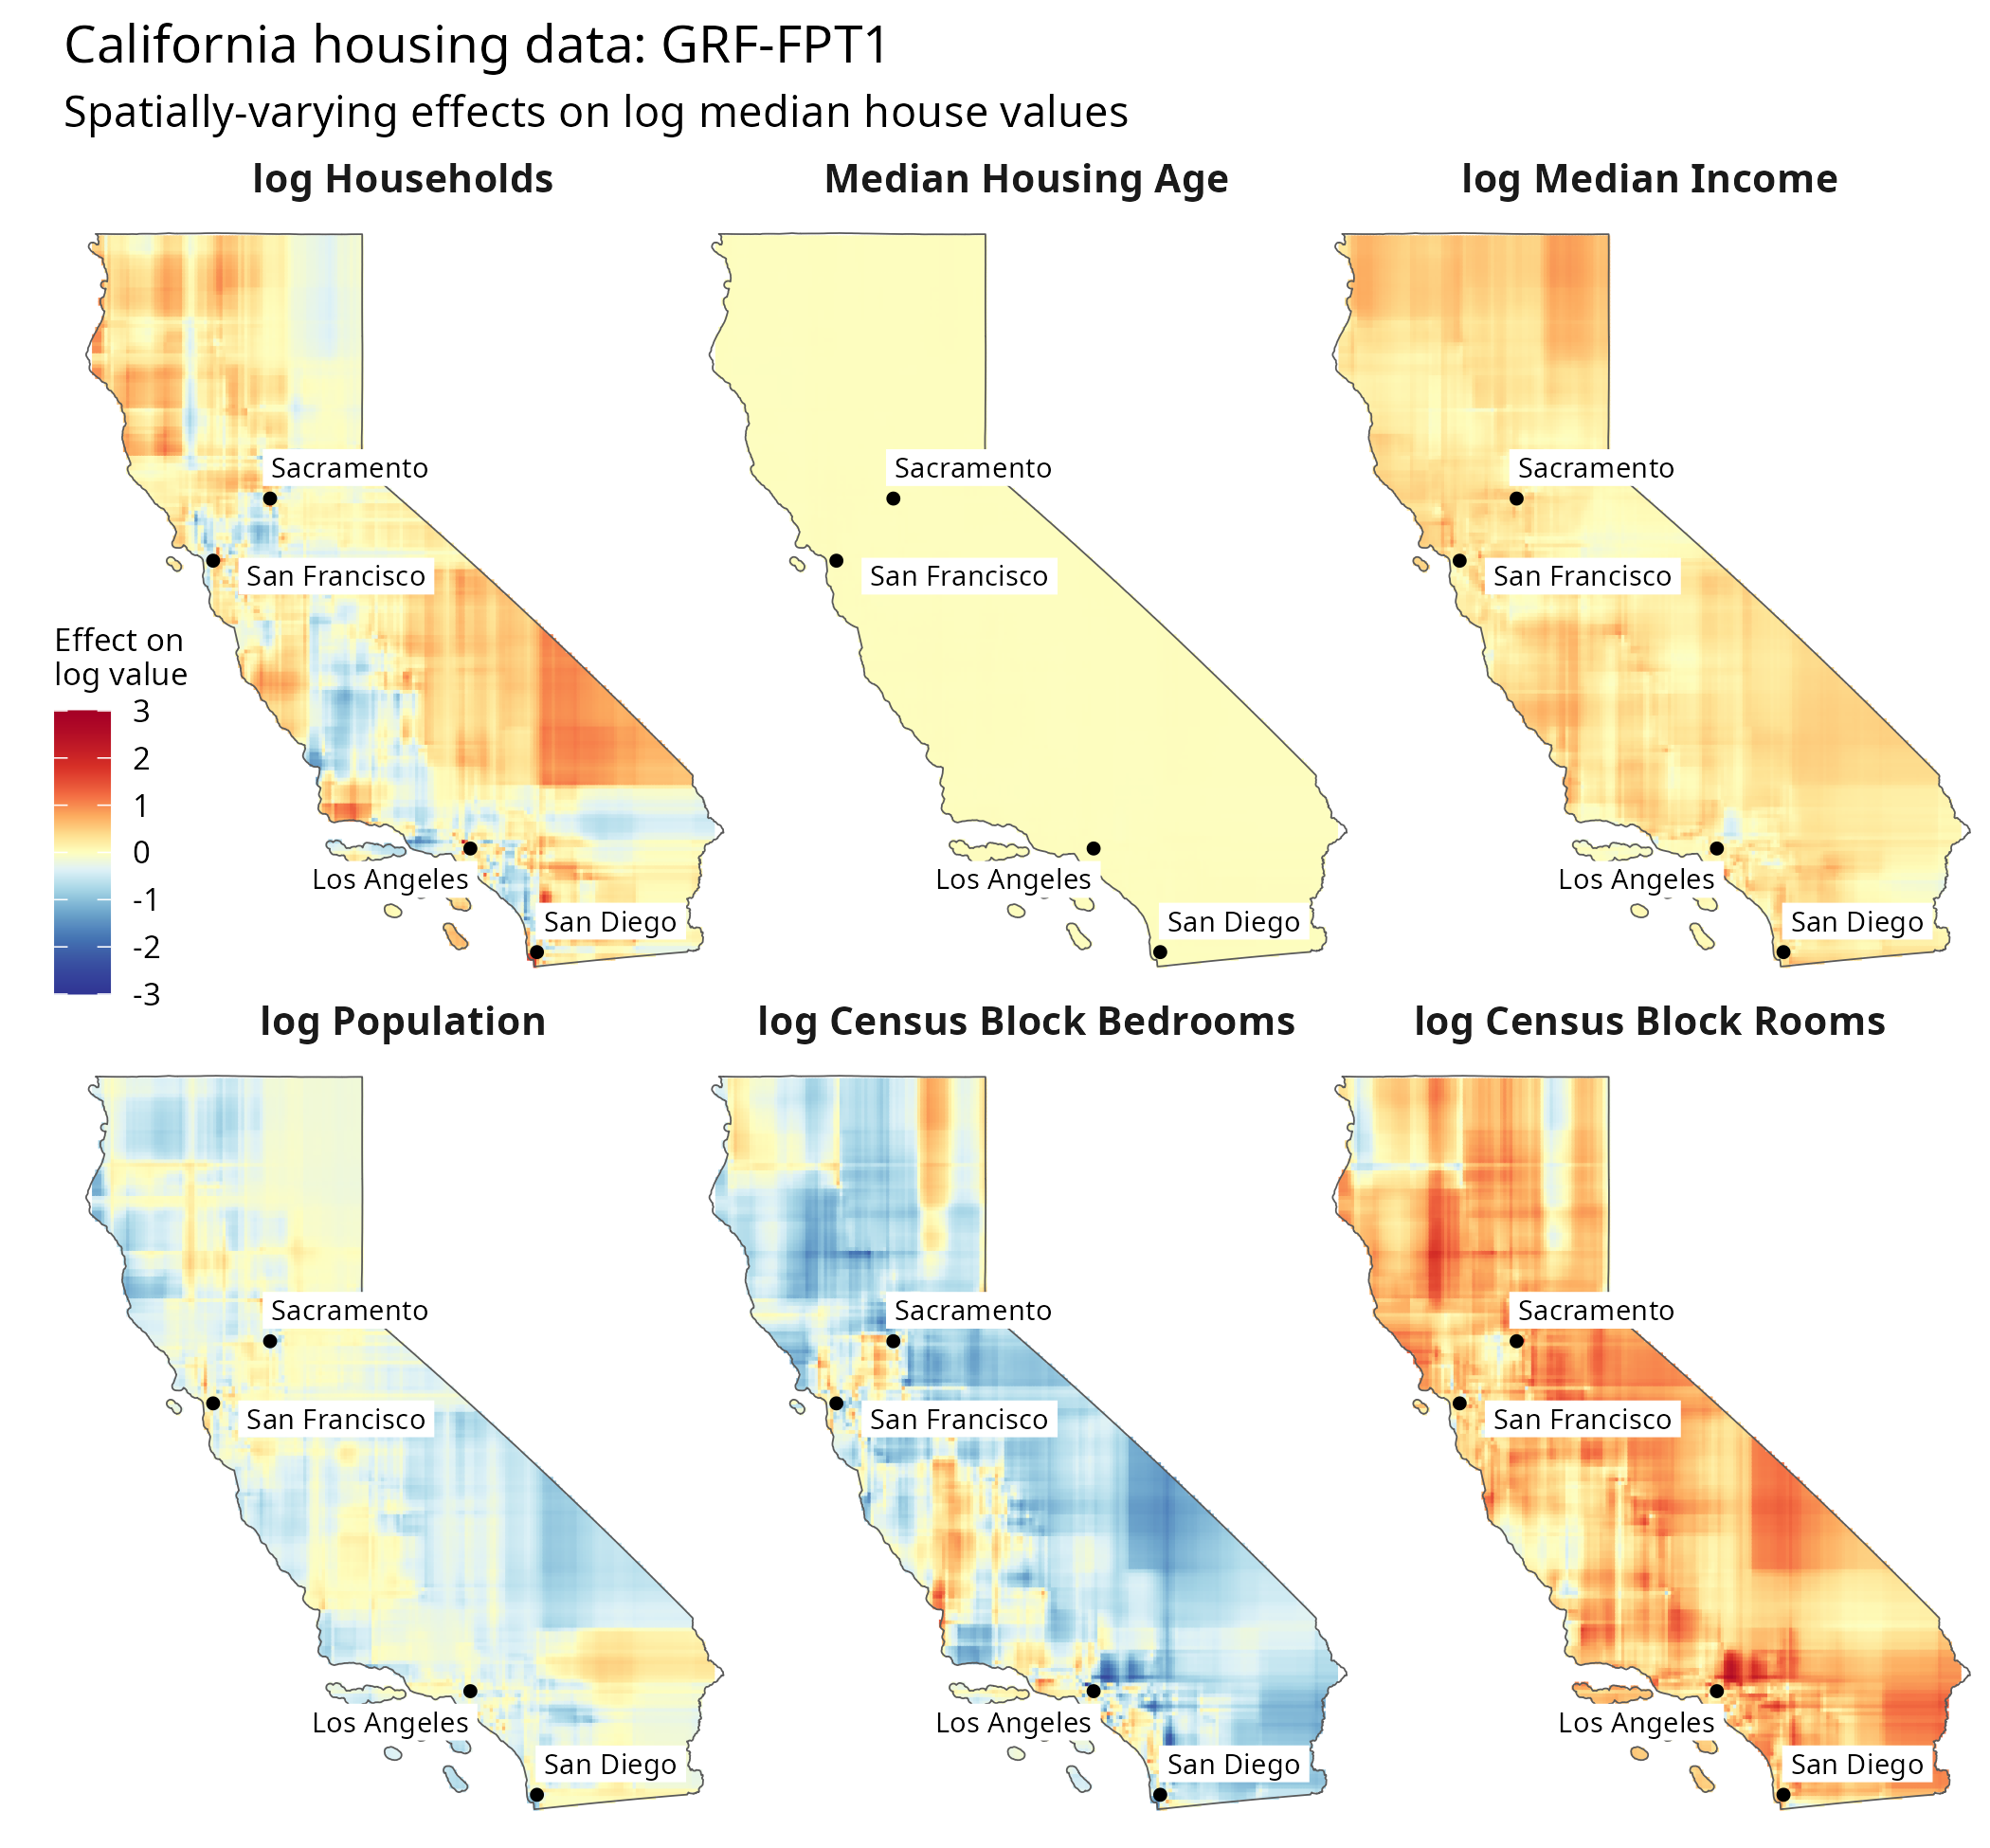 California housing data: GRF-FPT1
Spatially-varying effects on log median house values
log Households
Median Housing Age
log Median Income
Sacramento
Sacramento
Sacramento
San Francisco
San Francisco
San Francisco
Effect on
log value
3
2
1
0
-1
-2
-3
Los Angeles
Los Angeles
Los Angeles
San Diego
San Diego
San Diego
log Population
log Census Block Bedrooms
log Census Block Rooms
Sacramento
Sacramento
Sacramento
San Francisco
San Francisco
San Francisco
Los Angeles
Los Angeles
Los Angeles
San Diego
San Diego
San Diego